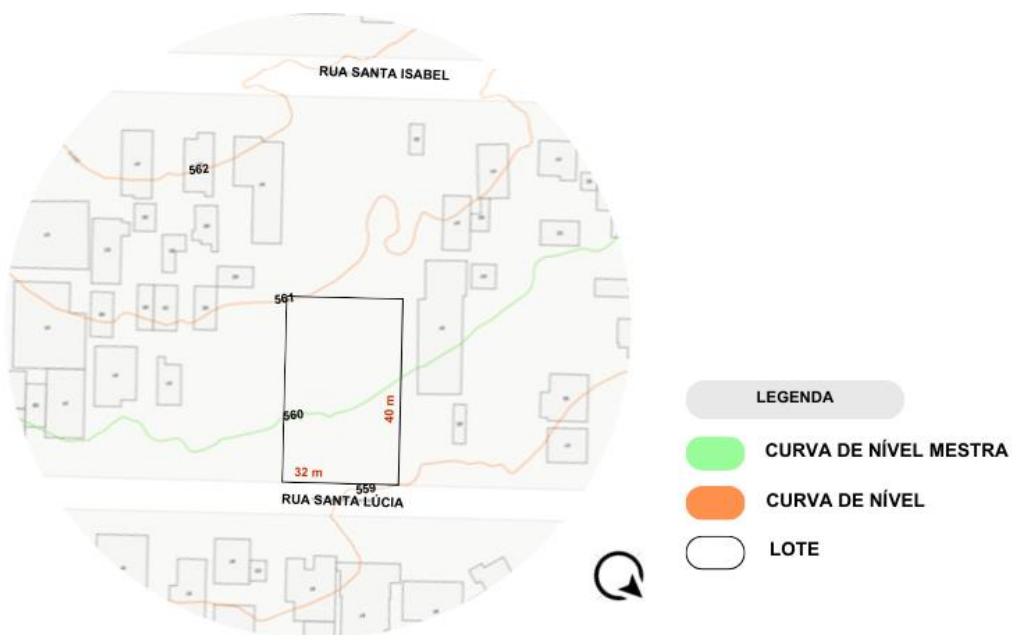 RUA SANTA ISABEL
562
561
560
40 m
32 m
559
RUA SANTA LÚCIA
LEGENDA
CURVA DE NÍVEL MESTRA
CURVA DE NÍVEL
LOTE